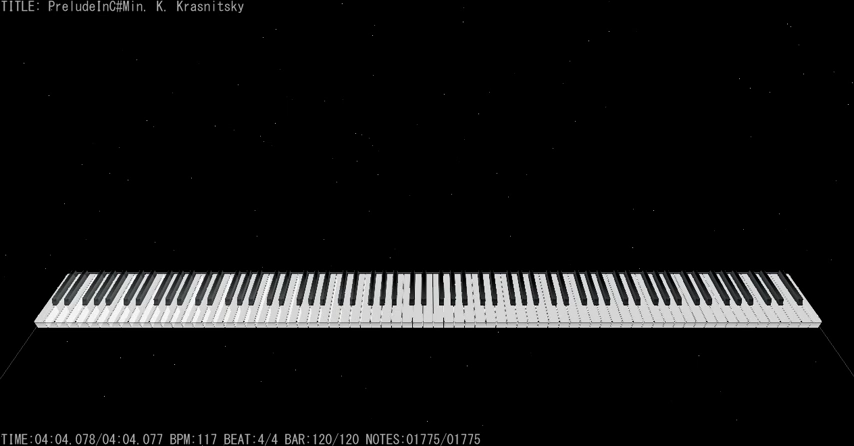 TITLE: PreludeInC#Min. K. Krasnitsky
TIME:04:04.078/04:04.077 BPM:117 BEAT:4/4 BAR:120/120 NOTES:01775/01775